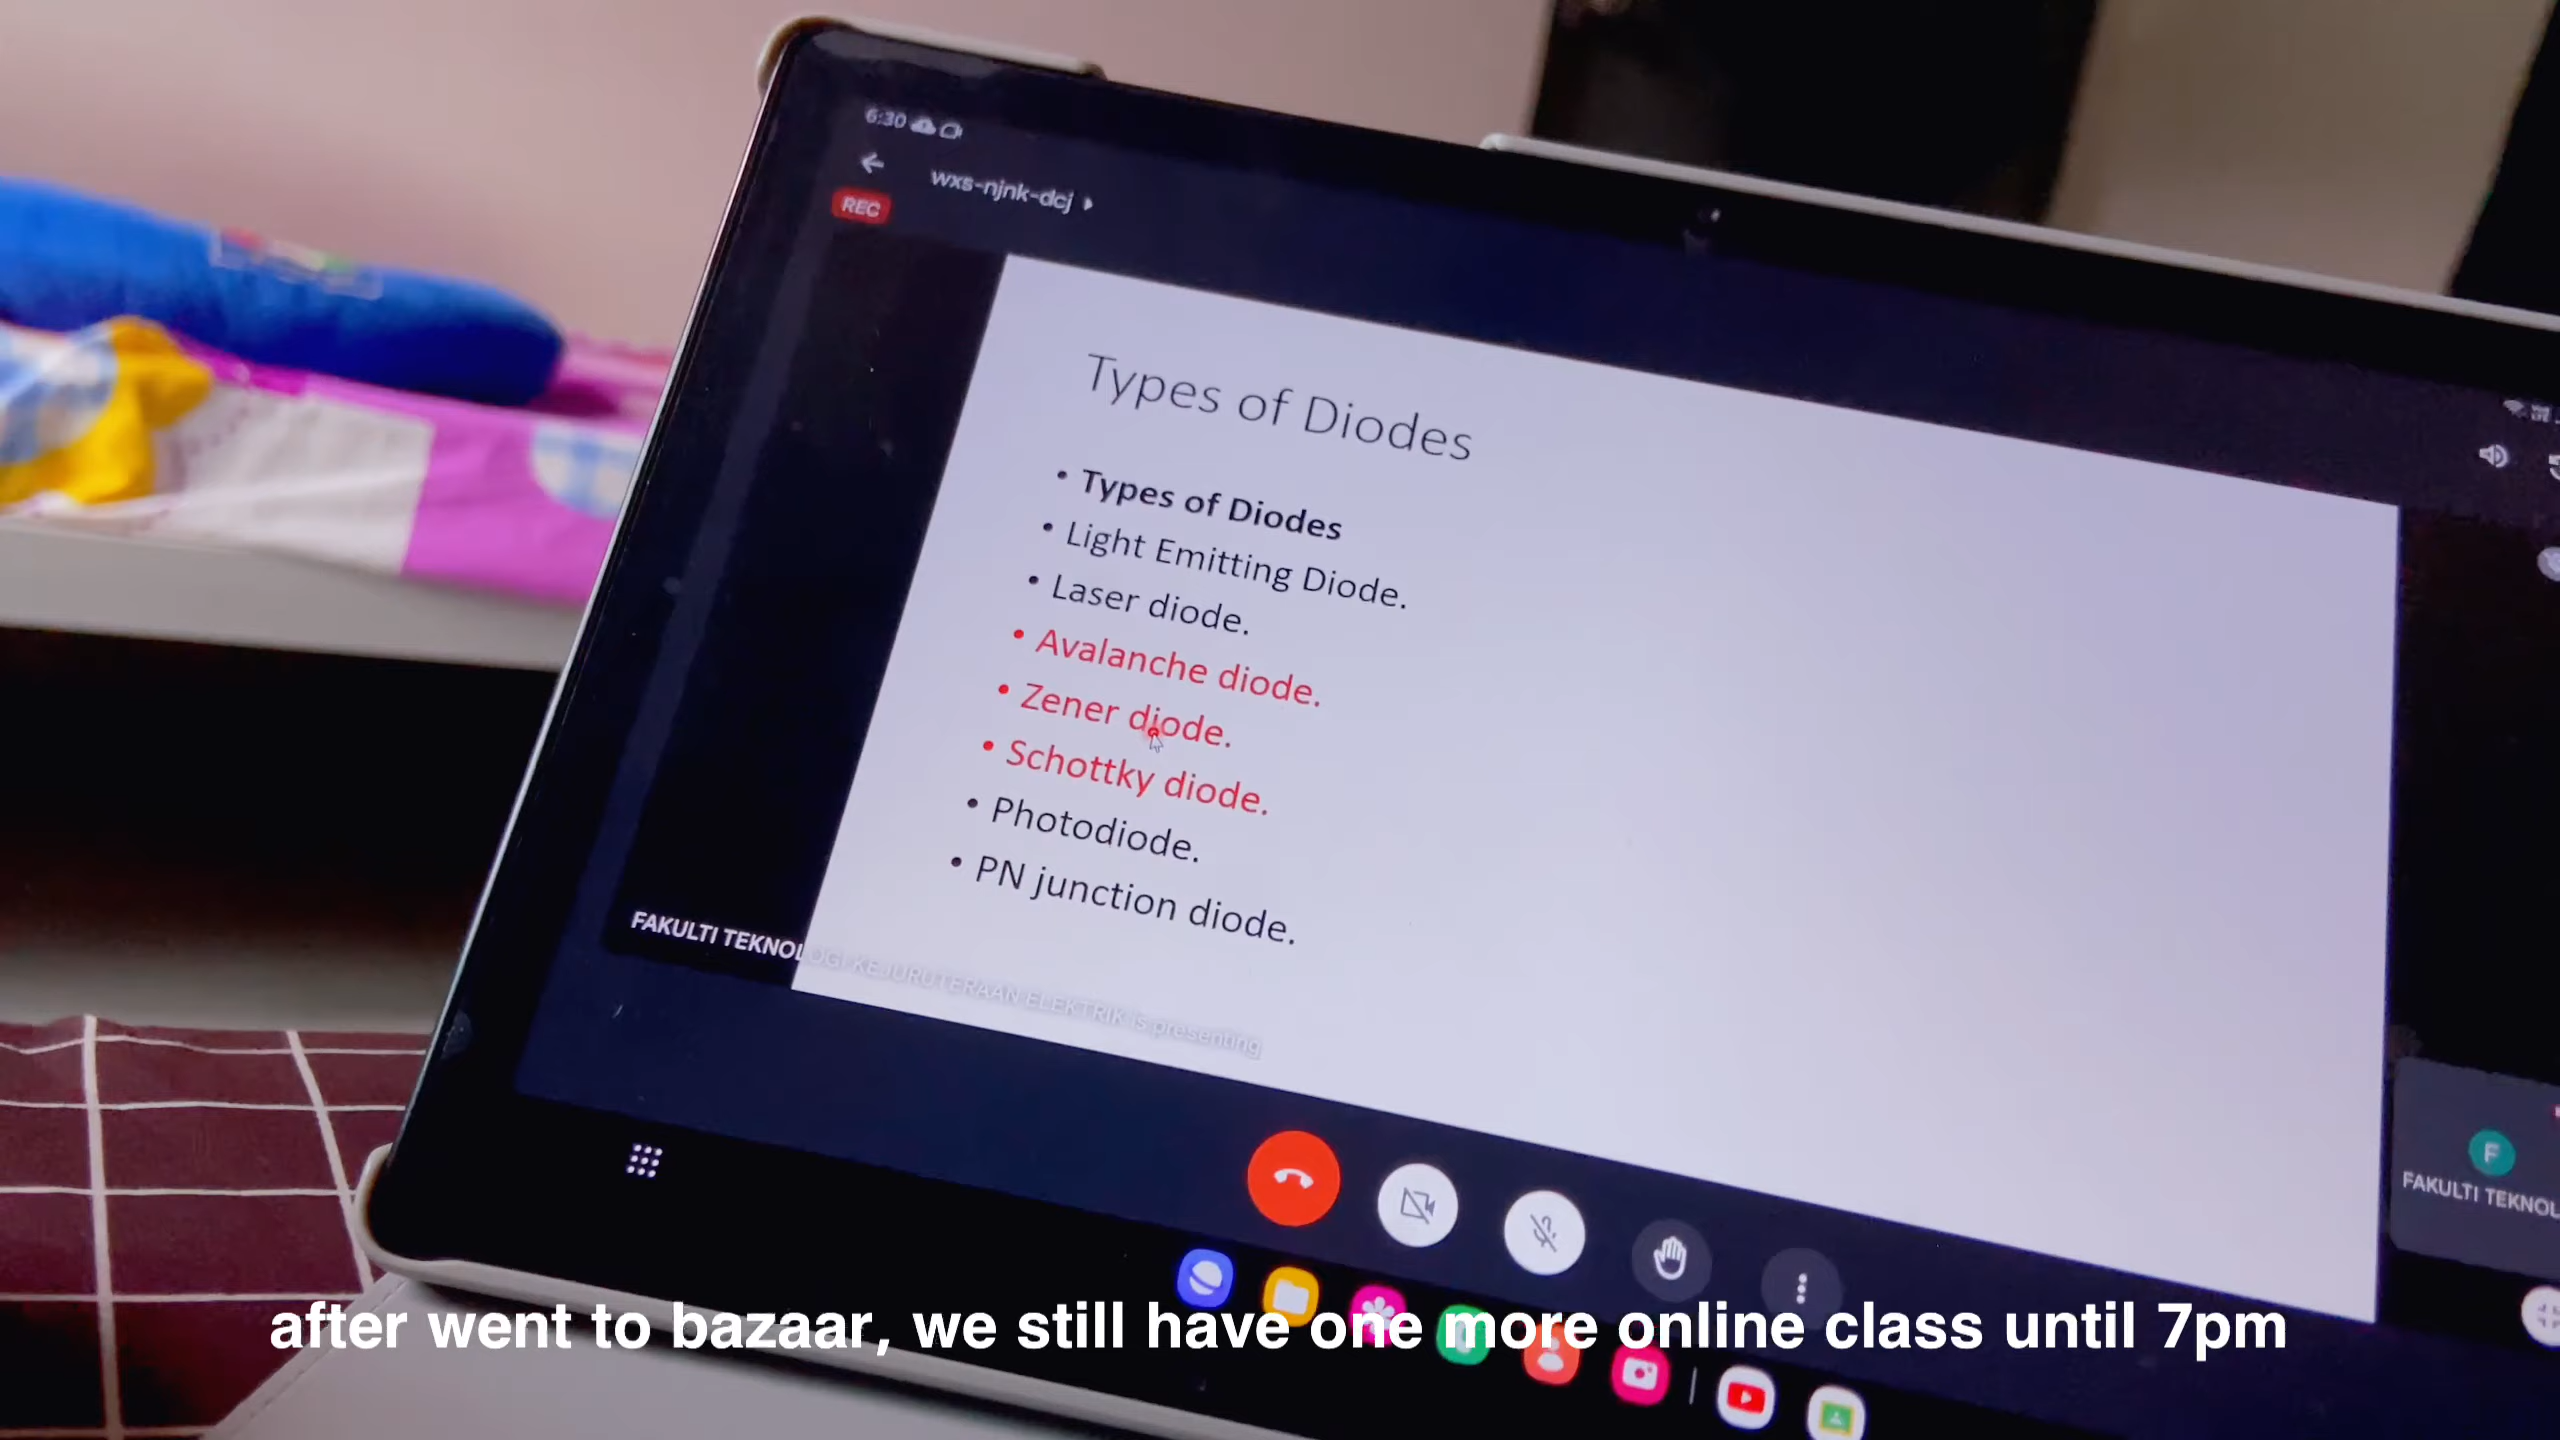 6:30
wxs-njnk-dcj
REC
Types of Diodes
• Types of Diodes
• Light Emitting Diode.
• Laser diode.
• Avalanche diode.
• Zener diode.
• Schottky diode.
• Photodiode.
• PN junction diode.
FAKULTI TEKNOLOGI KEJURUTERAAN ELEKTRIK is presenting
F
FAKULTI TEKNOL
after went to bazaar, we still have one more online class until 7pm